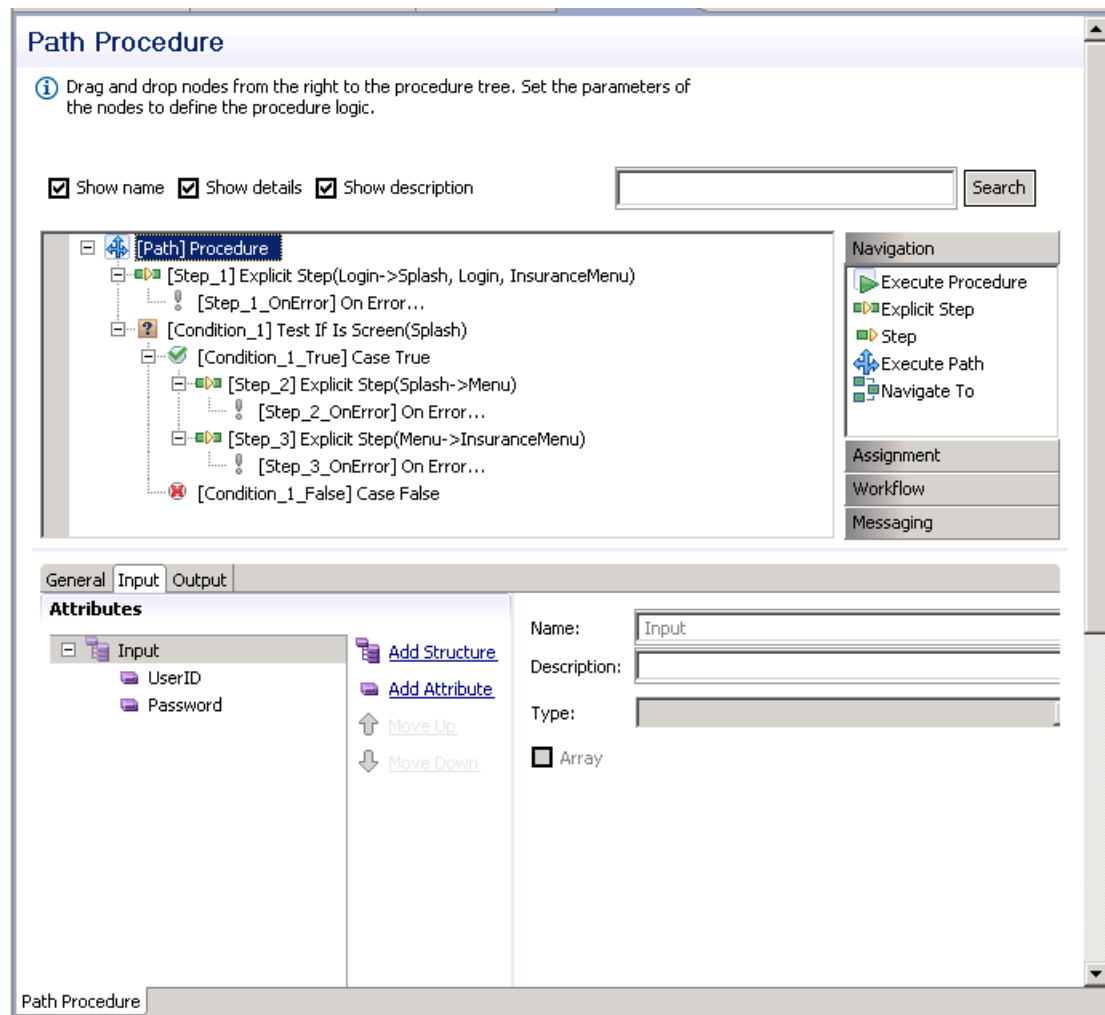 Path Procedure
Drag and drop nodes from the right to the procedure tree. Set the parameters of
the nodes to define the procedure logic.
Show name Show details Show description Search
[Path] Procedure
[Step_1] Explicit Step(Login->Splash, Login, InsuranceMenu)
[Step_1_OnError] On Error...
[Condition_1] Test If Is Screen(Splash)
[Condition_1_True] Case True
[Step_2] Explicit Step(Splash->Menu)
[Step_2_OnError] On Error...
[Step_3] Explicit Step(Menu->InsuranceMenu)
[Step_3_OnError] On Error...
[Condition_1_False] Case False
Navigation
Execute Procedure
Explicit Step
Step
Execute Path
Navigate To
Assignment
Workflow
Messaging
General Input Output
Attributes
Input
UserID
Password
Add Structure
Add Attribute
Move Up
Move Down
Name: Input
Description:
Type:
Array
Path Procedure